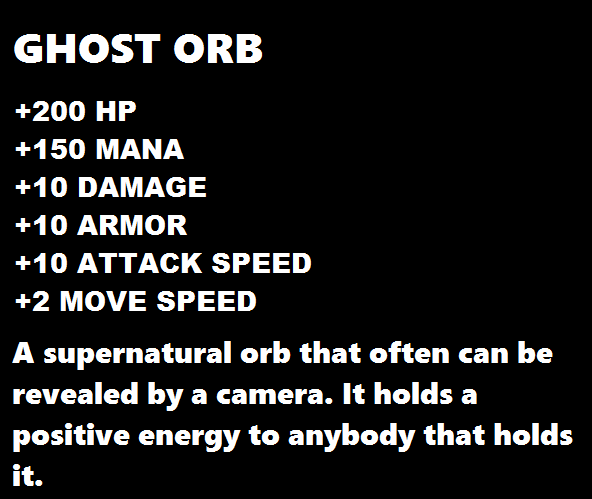 GHOST ORB
+200 HP
+150 MANA
+10 DAMAGE
+10 ARMOR
+10 ATTACK SPEED
+2 MOVE SPEED
A supernatural orb that often can be
revealed by a camera. It holds a
positive energy to anybody that holds
it.